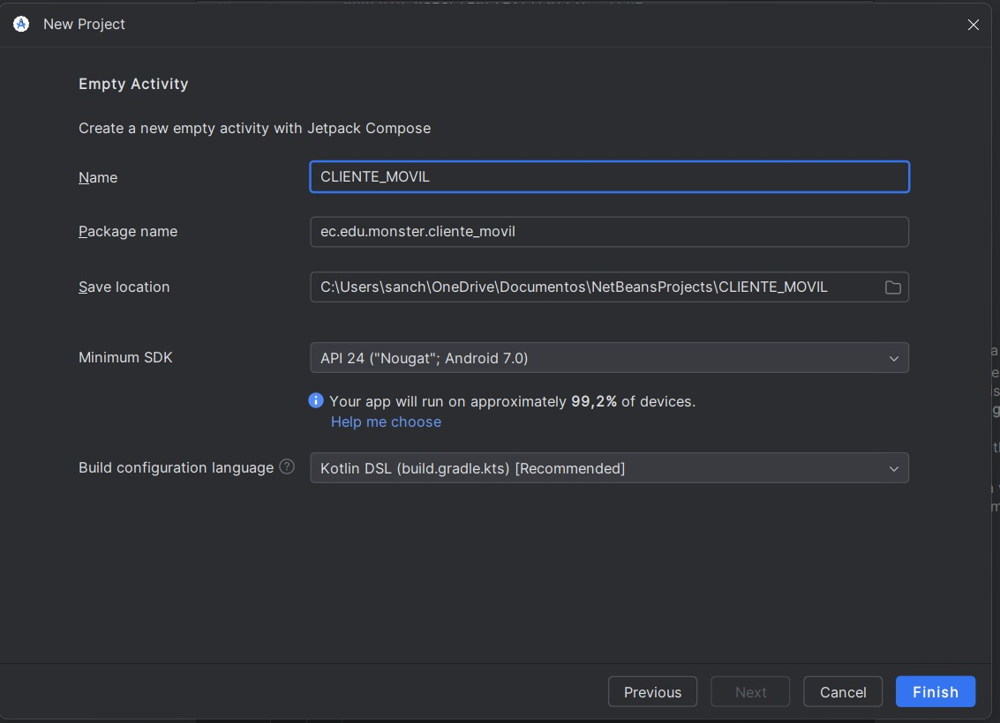 New Project
Empty Activity
Create a new empty activity with Jetpack Compose
Name
CLIENTE_MOVIL
Package name
ec.edu.monster.cliente_movil
Save location
C:\Users\sanch\OneDrive\Documentos\NetBeansProjects\CLIENTE_MOVIL
Minimum SDK
API 24 ("Nougat"; Android 7.0)
Your app will run on approximately 99,2% of devices.
Help me choose
Build configuration language ?
Kotlin DSL (build.gradle.kts) [Recommended]
Previous
Next
Cancel
Finish